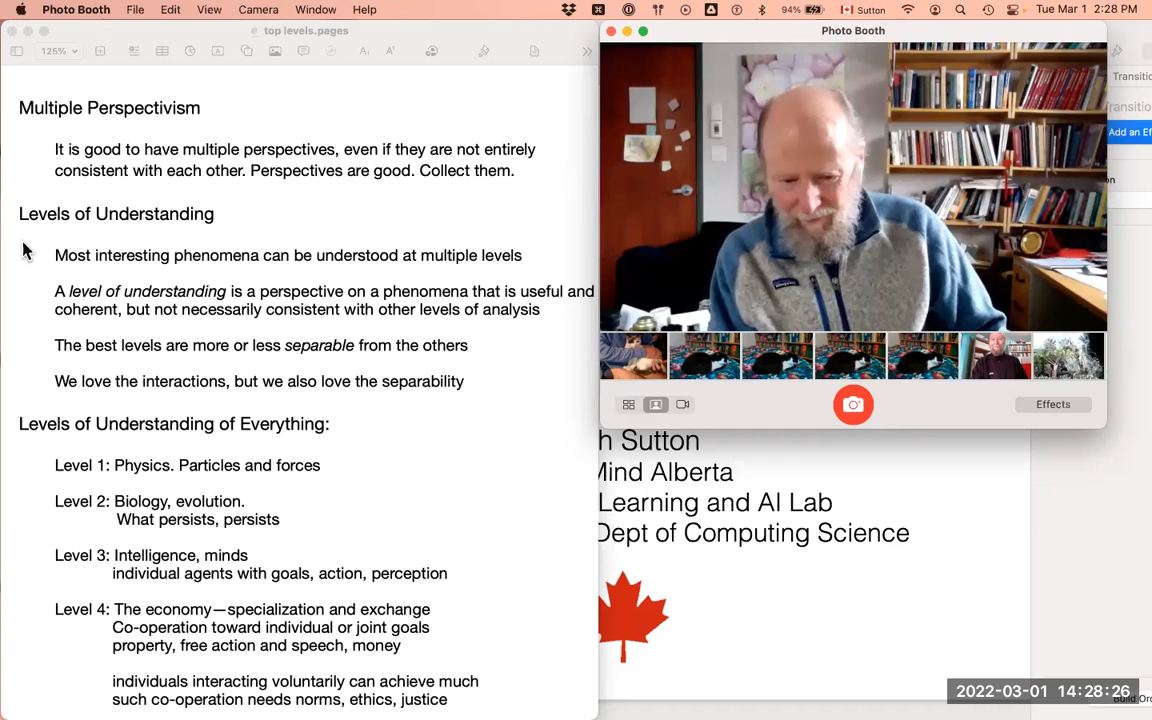 Photo Booth File Edit View Camera Window Help
94% Sutton Tue Mar 1 2:28 PM
top levels.pages
125%
Multiple Perspectivism
It is good to have multiple perspectives, even if they are not entirely
consistent with each other. Perspectives are good. Collect them.
Levels of Understanding
Most interesting phenomena can be understood at multiple levels
A level of understanding is a perspective on a phenomena that is useful and
coherent, but not necessarily consistent with other levels of analysis
The best levels are more or less separable from the others
We love the interactions, but we also love the separability
Levels of Understanding of Everything:
Level 1: Physics. Particles and forces
Level 2: Biology, evolution.
What persists, persists
Level 3: Intelligence, minds
individual agents with goals, action, perception
Level 4: The economy—specialization and exchange
Co-operation toward individual or joint goals
property, free action and speech, money
individuals interacting voluntarily can achieve much
such co-operation needs norms, ethics, justice
Photo Booth
Effects
h Sutton
Mind Alberta
Learning and AI Lab
Dept of Computing Science
Transitio
ransitio
Add an Ef
on
2022-03-01 14:28:26
Build Or